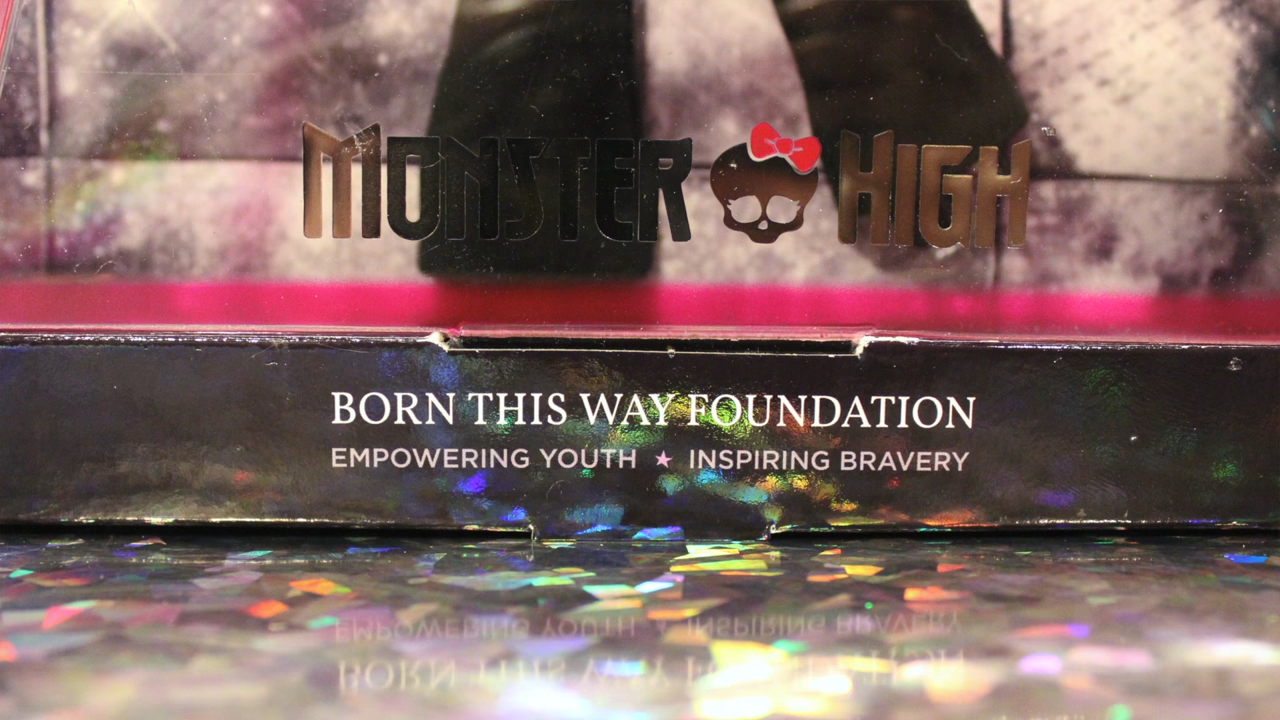 MONSTER HIGH
BORN THIS WAY FOUNDATION
EMPOWERING YOUTH ★ INSPIRING BRAVERY